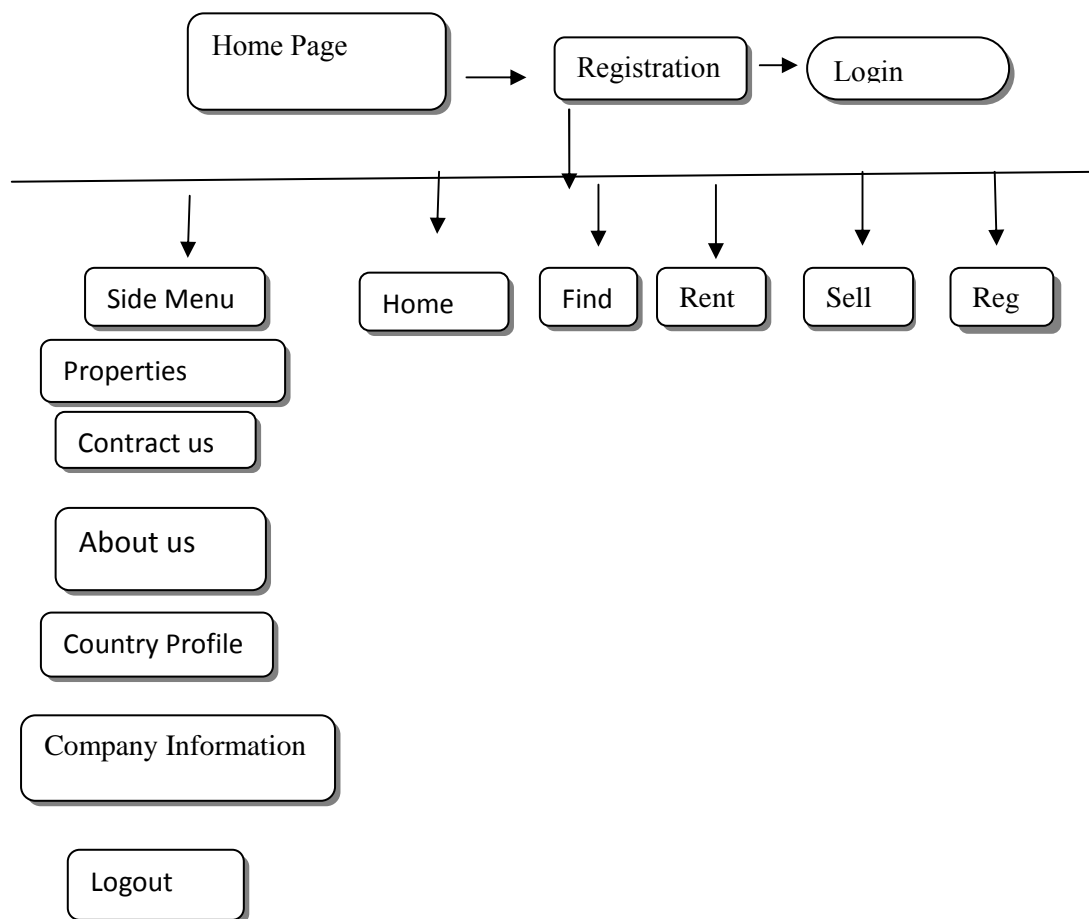 Home Page
Registration
Login
Side Menu
Home
Find
Rent
Sell
Reg
Properties
Contract us
About us
Country Profile
Company Information
Logout